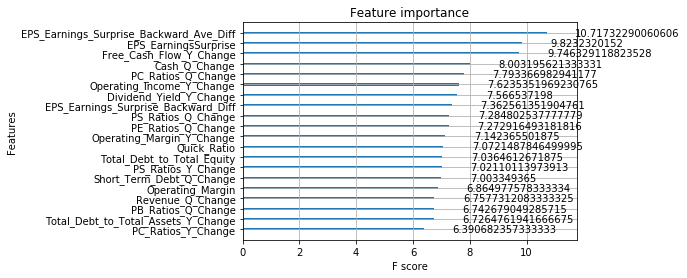 Feature importance
EPS_Earnings_Surprise_Backward_Ave_Diff 10.71732290060606
EPS_EarningsSurprise 9.8232320152
Free_Cash_Flow_Y_Change 9.746329118823528
Cash_Q_Change 8.003195621333331
PC_Ratios_Q_Change 7.793366982941177
Operating_Income_Y_Change 7.6235351969230765
Dividend_Yield_Y_Change 7.566537198
EPS_Earnings_Surprise_Backward_Diff 7.362561351904761
PS_Ratios_Q_Change 7.284802537777779
PE_Ratios_Q_Change 7.272916493181816
Operating_Margin_Y_Change 7.142365501875
Quick_Ratio 7.0721487846499995
Total_Debt_to_Total_Equity 7.0364612671875
PS_Ratios_Y_Change 7.02110113973913
Short_Term_Debt_Q_Change 7.003349365
Operating_Margin 6.864977578333334
Revenue_Q_Change 6.7577312083333325
PB_Ratios_Q_Change 6.742679049285715
Total_Debt_to_Total_Assets_Y_Change 6.7264761941666675
PC_Ratios_Y_Change 6.390682357333333
Features
0 2 4 6 8 10
F score